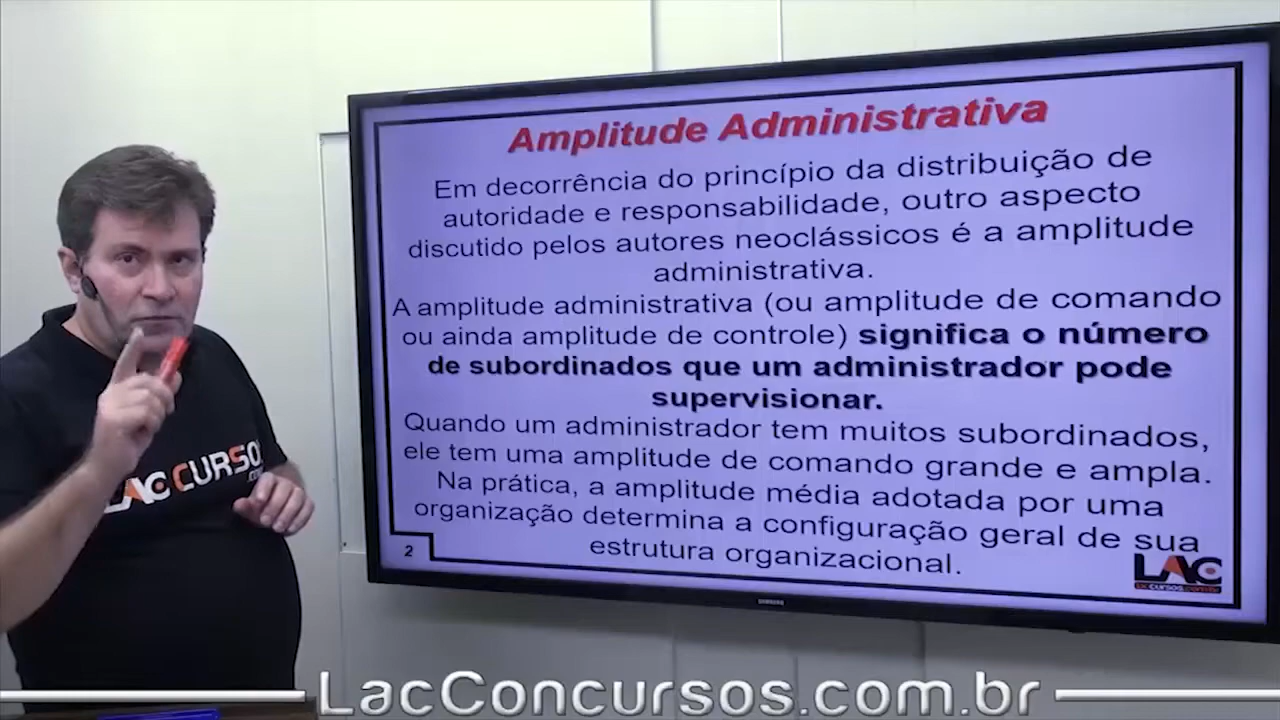 Amplitude Administrativa
Em decorrência do princípio da distribuição de
autoridade e responsabilidade, outro aspecto
discutido pelos autores neoclássicos é a amplitude
administrativa.
A amplitude administrativa (ou amplitude de comando
ou ainda amplitude de controle) significa o número
de subordinados que um administrador pode
supervisionar.
Quando um administrador tem muitos subordinados,
ele tem uma amplitude de comando grande e ampla.
Na prática, a amplitude média adotada por uma
organização determina a configuração geral de sua
estrutura organizacional.
2
LAC
SAMSUNG
LAC CURSO
LacConcursos.com.br